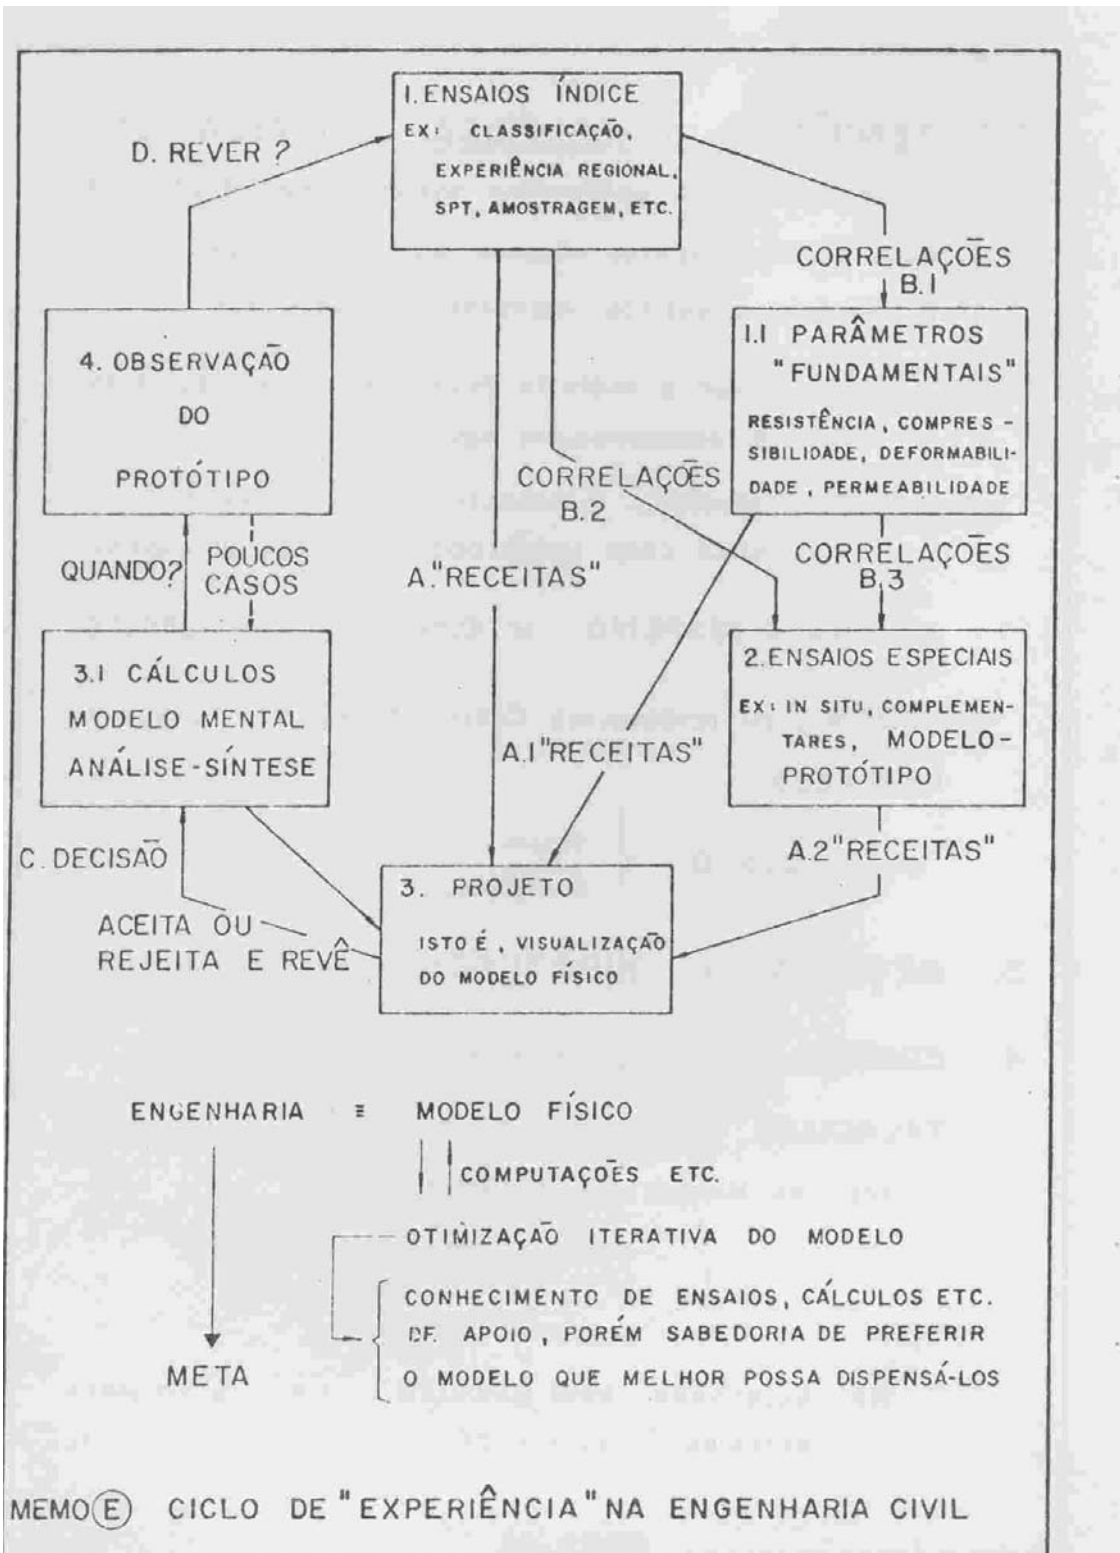 1. ENSAIOS ÍNDICE
EX: CLASSIFICAÇÃO,
EXPERIÊNCIA REGIONAL,
SPT, AMOSTRAGEM, ETC.
D. REVER ?
CORRELAÇÕES
B.1
4. OBSERVAÇÃO
DO
PROTÓTIPO
1.1 PARÂMETROS
"FUNDAMENTAIS"
RESISTÊNCIA, COMPRES-
SIBILIDADE, DEFORMABILI-
DADE, PERMEABILIDADE
CORRELAÇÕES
B.2
QUANDO?
POUCOS
CASOS
A."RECEITAS"
CORRELAÇÕES
B.3
3.1 CÁLCULOS
MODELO MENTAL
ANÁLISE-SÍNTESE
2. ENSAIOS ESPECIAIS
EX: IN SITU, COMPLEMEN-
TARES, MODELO-
PROTÓTIPO
A.1"RECEITAS"
C. DECISÃO
A.2"RECEITAS"
ACEITA OU
REJEITA E REVÊ
3. PROJETO
ISTO É, VISUALIZAÇÃO
DO MODELO FÍSICO
ENGENHARIA ≡ MODELO FÍSICO
COMPUTAÇÕES ETC.
OTIMIZAÇÃO ITERATIVA DO MODELO
CONHECIMENTO DE ENSAIOS, CÁLCULOS ETC.
DE APOIO, PORÉM SABEDORIA DE PREFERIR
META
O MODELO QUE MELHOR POSSA DISPENSÁ-LOS
MEMO (E) CICLO DE "EXPERIÊNCIA" NA ENGENHARIA CIVIL